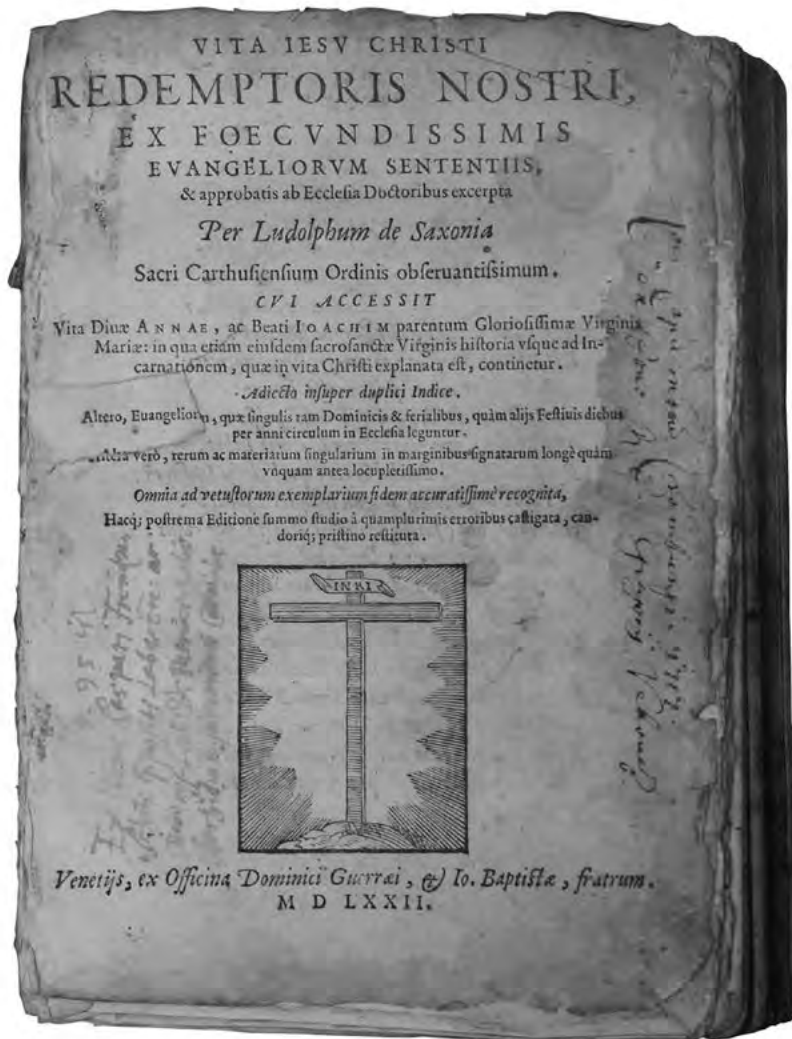 VITA IESV CHRISTI
REDEMPTORIS NOSTRI,
EX FOECVNDISSIMIS
EVANGELIORVM SENTENTIIS,
& approbatis ab Ecclesia Doctoribus excerpta
Per Ludolphum de Saxonia
Sacri Carthusiensium Ordinis obseruantissimum.
CVI ACCESSIT
Vita Diuæ ANNAE, ac Beati IOACHIM parentum Gloriosissimæ Virginis
Mariæ: in qua etiam eiusdem sacrosanctæ Virginis historia vsque ad In-
carnationem, quæ in vita Christi explanata est, continetur.
Adiecto insuper duplici Indice.
Altero, Euangeliorū, quæ singulis tam Dominicis & ferialibus, quàm alijs Festiuis diebus
per anni circulum in Ecclesia leguntur.
verò, rerum ac materiarum singularium in marginibus signatarum longè quàm
vnquam antea locupletissimo.
Omnia ad vetustorum exemplarium fidem accuratissimè recognita,
Hacq; postrema Editione summo studio à quamplurimis erroribus castigata, can-
doriq; pristino restituta.
INRI
Venetijs, ex Officina Dominici Guerræi, & Io. Baptistæ, fratrum.
M D LXXII.